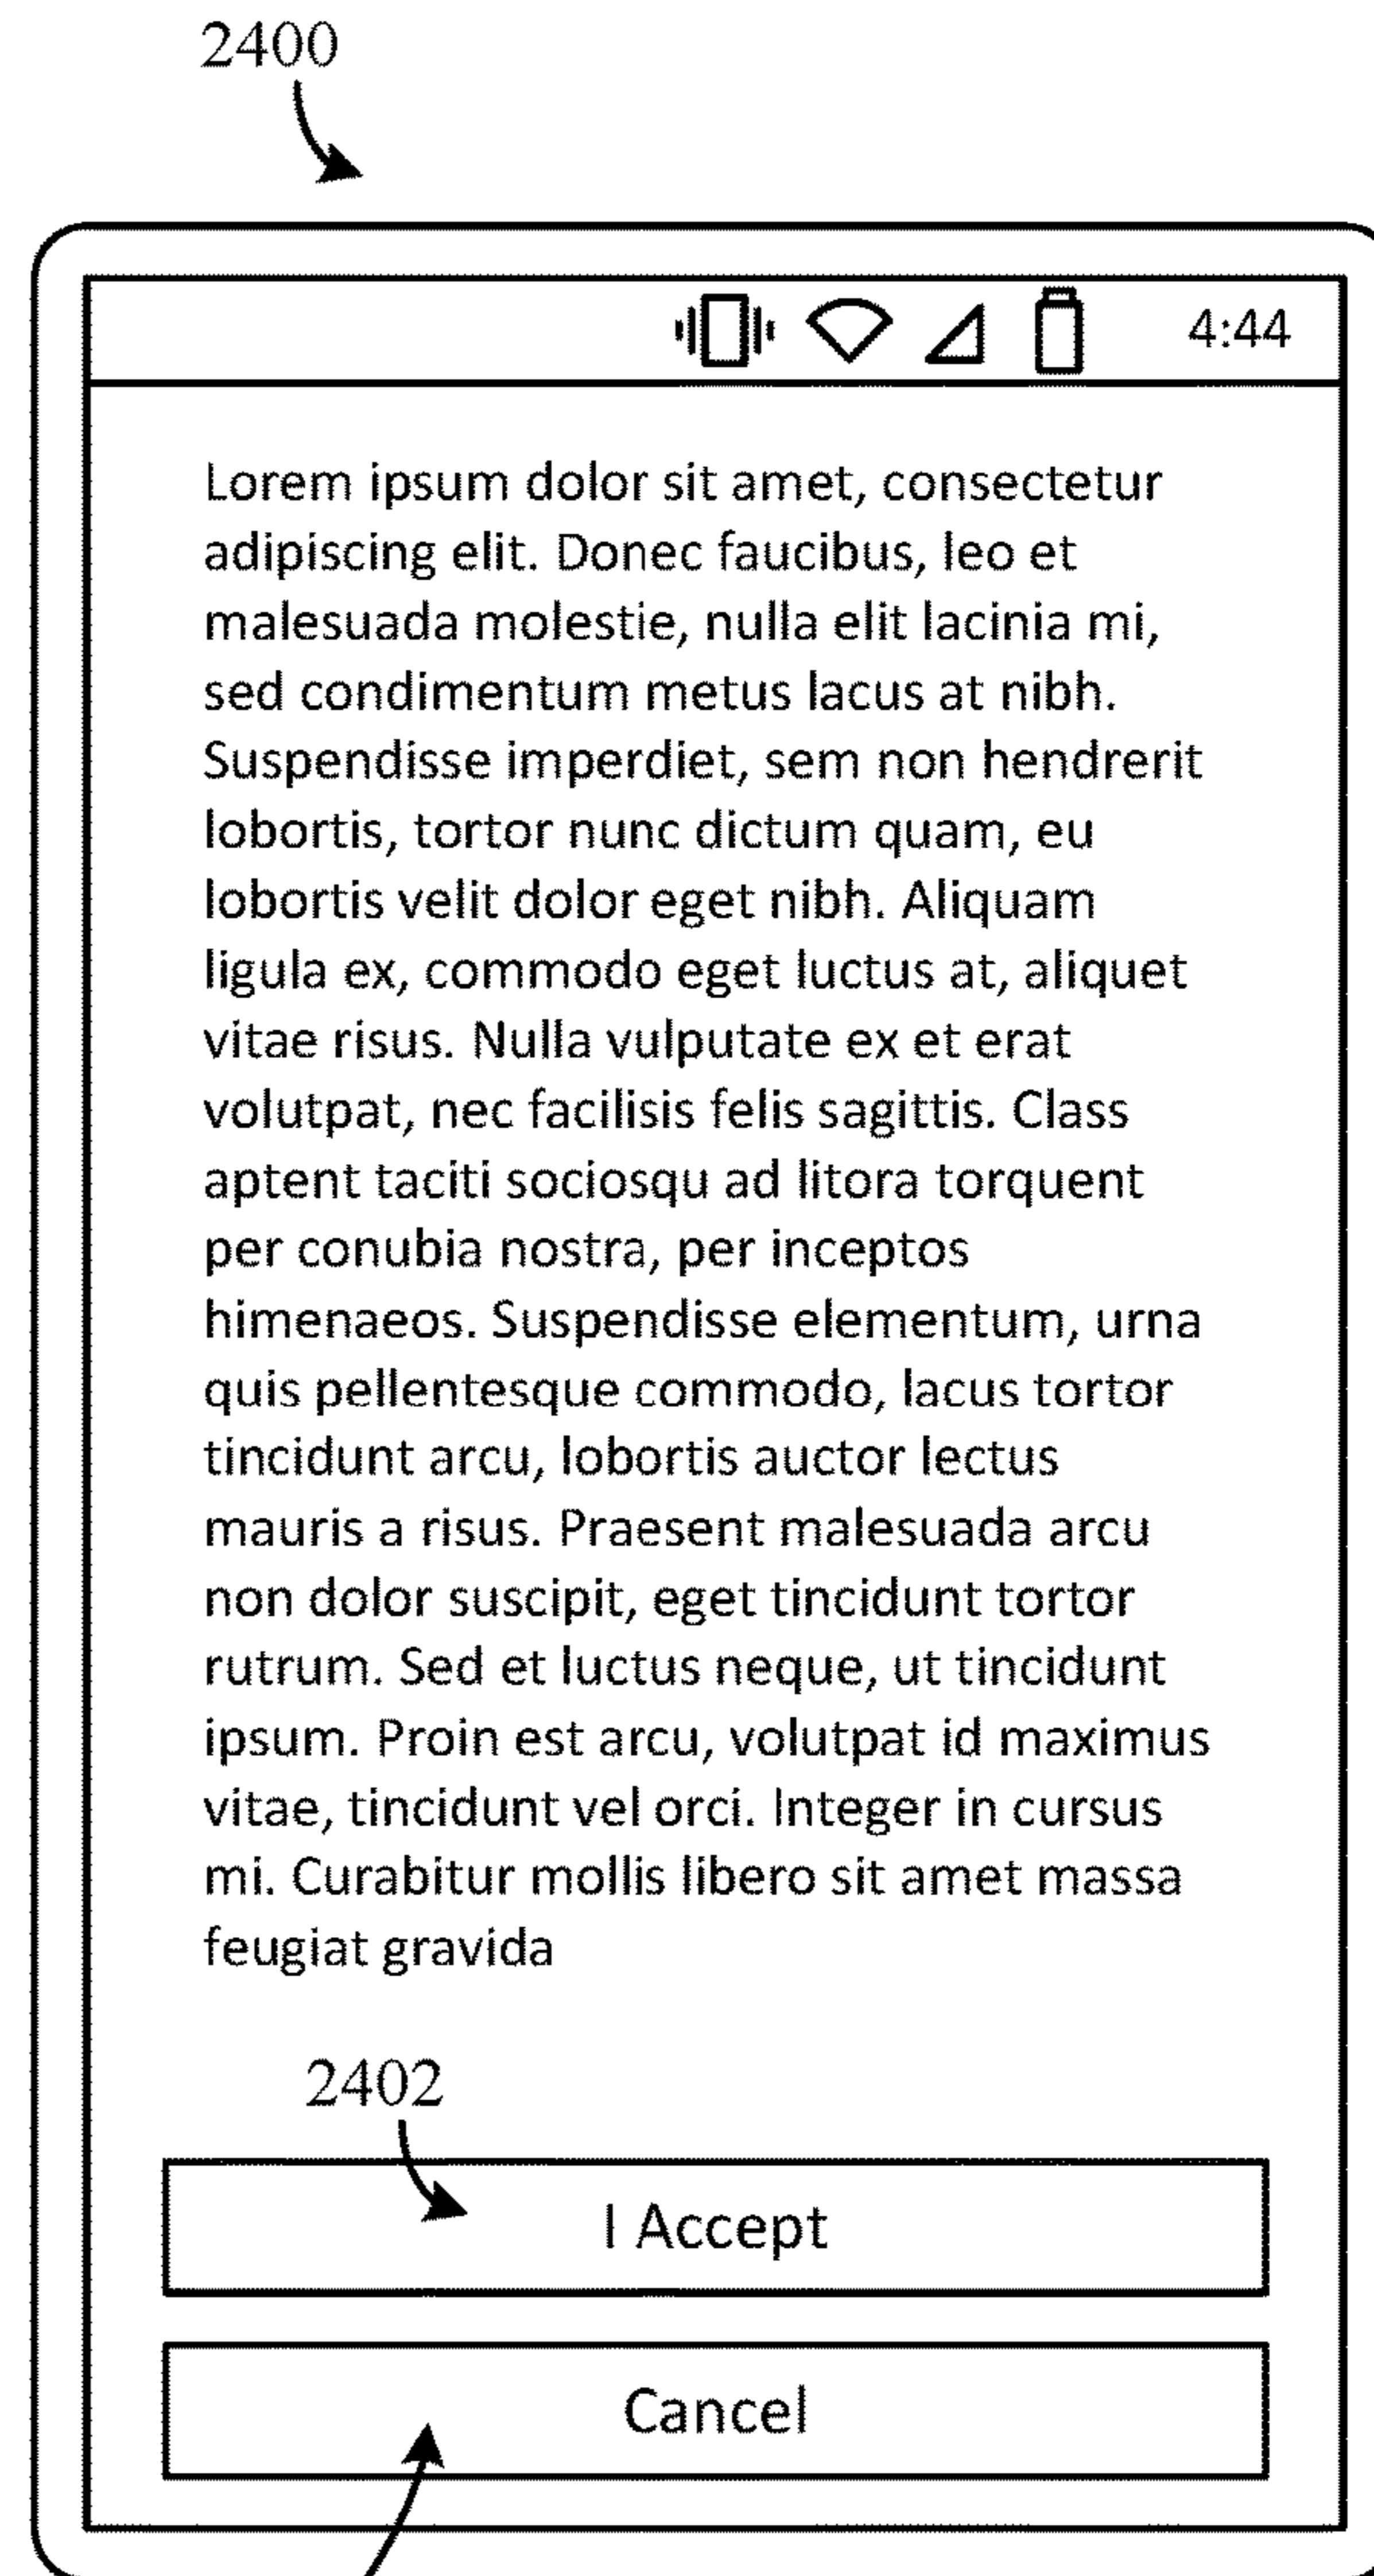 2400
4:44
Lorem ipsum dolor sit amet, consectetur
adipiscing elit. Donec faucibus, leo et
malesuada molestie, nulla elit lacinia mi,
sed condimentum metus lacus at nibh.
Suspendisse imperdiet, sem non hendrerit
lobortis, tortor nunc dictum quam, eu
lobortis velit dolor eget nibh. Aliquam
ligula ex, commodo eget luctus at, aliquet
vitae risus. Nulla vulputate ex et erat
volutpat, nec facilisis felis sagittis. Class
aptent taciti sociosqu ad litora torquent
per conubia nostra, per inceptos
himenaeos. Suspendisse elementum, urna
quis pellentesque commodo, lacus tortor
tincidunt arcu, lobortis auctor lectus
mauris a risus. Praesent malesuada arcu
non dolor suscipit, eget tincidunt tortor
rutrum. Sed et luctus neque, ut tincidunt
ipsum. Proin est arcu, volutpat id maximus
vitae, tincidunt vel orci. Integer in cursus
mi. Curabitur mollis libero sit amet massa
feugiat gravida
2402
I Accept
Cancel